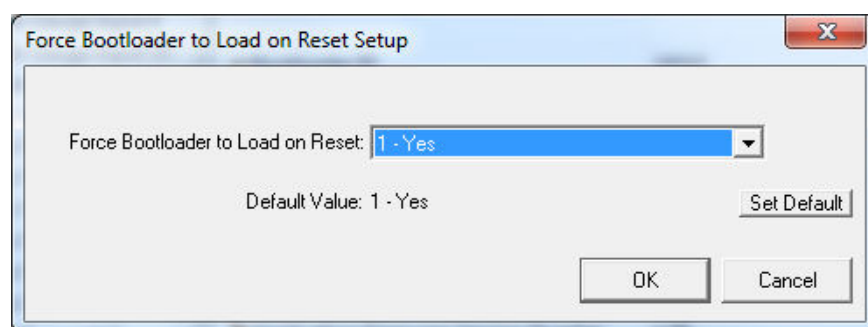 Force Bootloader to Load on Reset Setup
Force Bootloader to Load on Reset: 1 - Yes
Default Value: 1 - Yes Set Default
OK Cancel